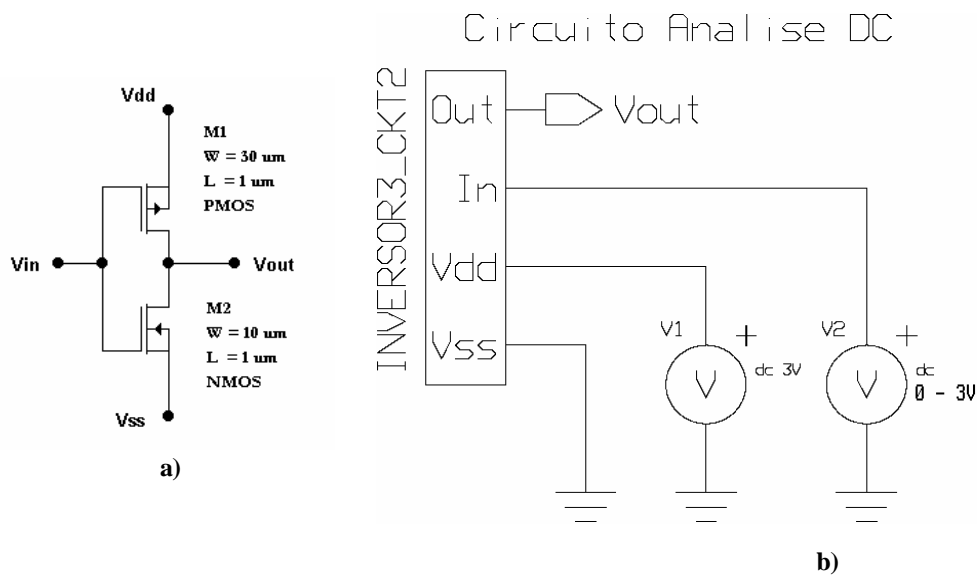 Circuito Analise DC
Vdd
M1
W = 30 um
L = 1 um
PMOS
Vin
Vout
M2
W = 10 um
L = 1 um
NMOS
Vss
a)
INVERSOR3_CKT2
Out
Vout
In
Vdd
Vss
V1
+
V
dc 3V
V2
+
V
dc
0 - 3V
b)